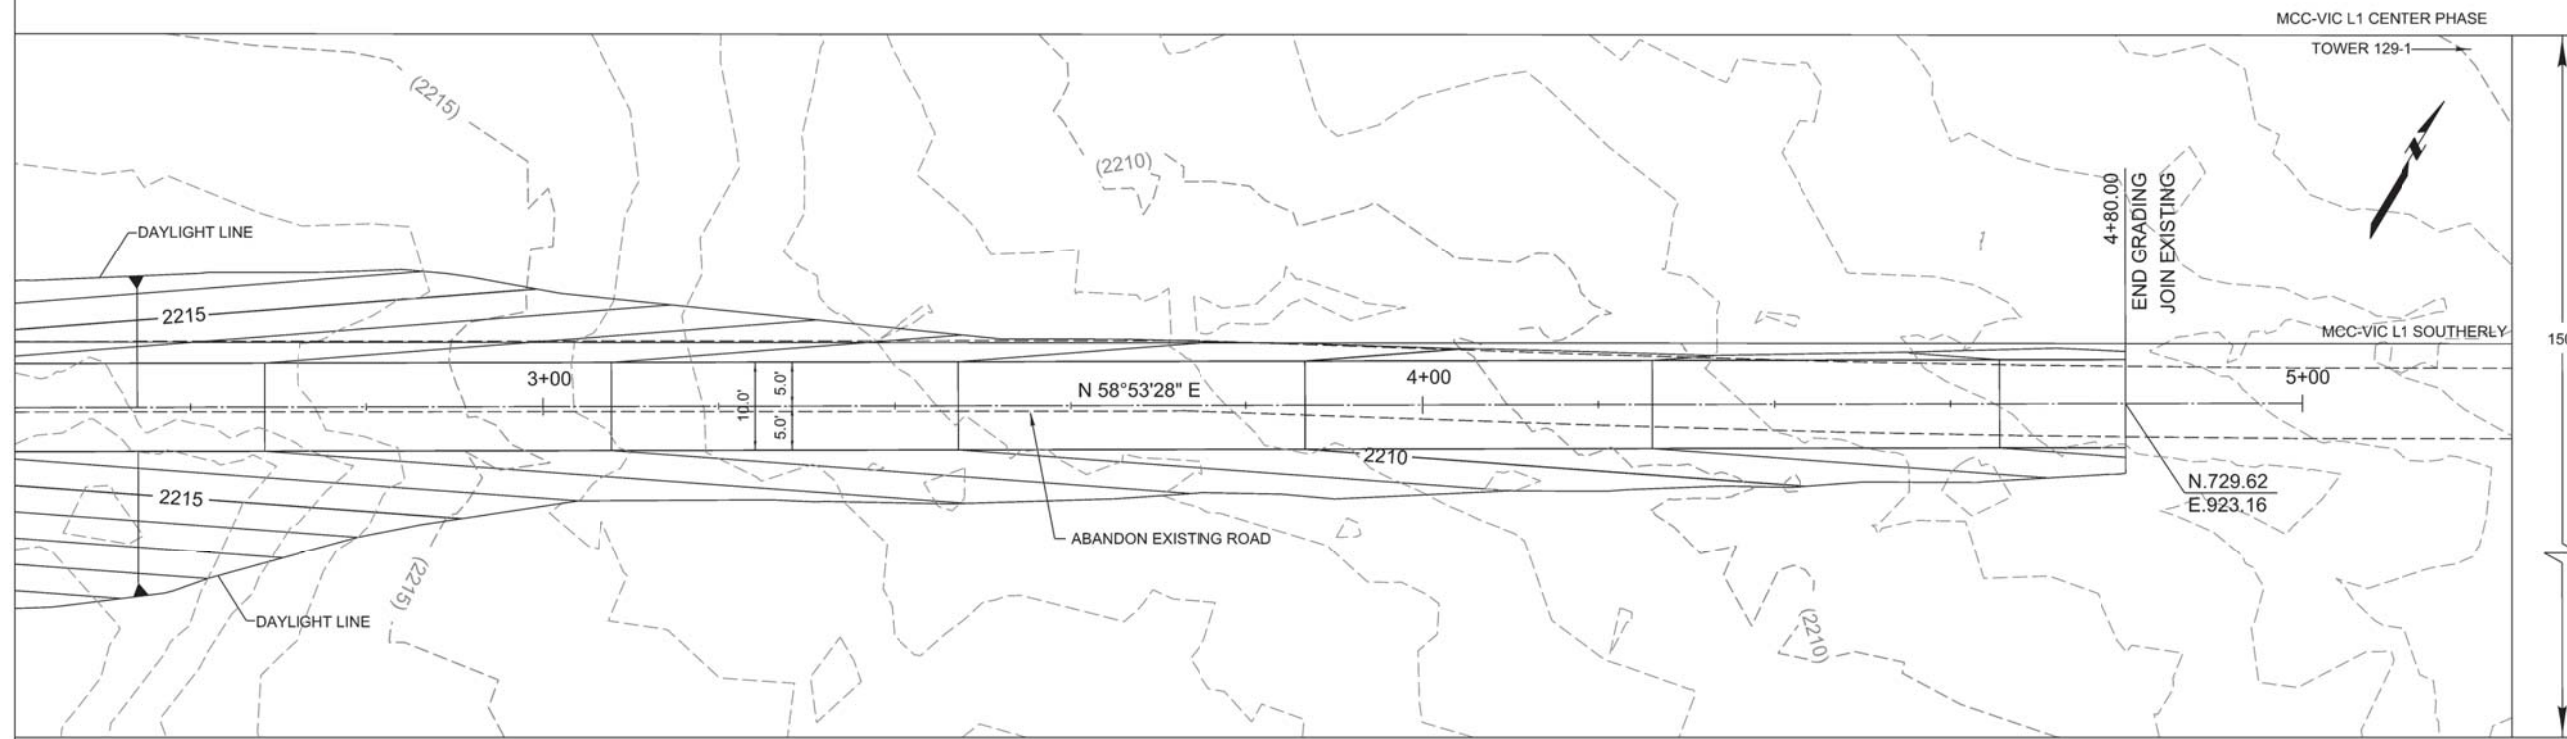 MCC-VIC L1 CENTER PHASE
TOWER 129-1
(2215)
(2210)
DAYLIGHT LINE
4+80.00
END GRADING
JOIN EXISTING
N
2215
MCC-VIC L1 SOUTHERLY
3+00
10.0'
5.0'
5.0'
N 58°53'28" E
4+00
5+00
2210
2215
N.729.62
E.923.16
ABANDON EXISTING ROAD
(2215)
DAYLIGHT LINE
(2210)